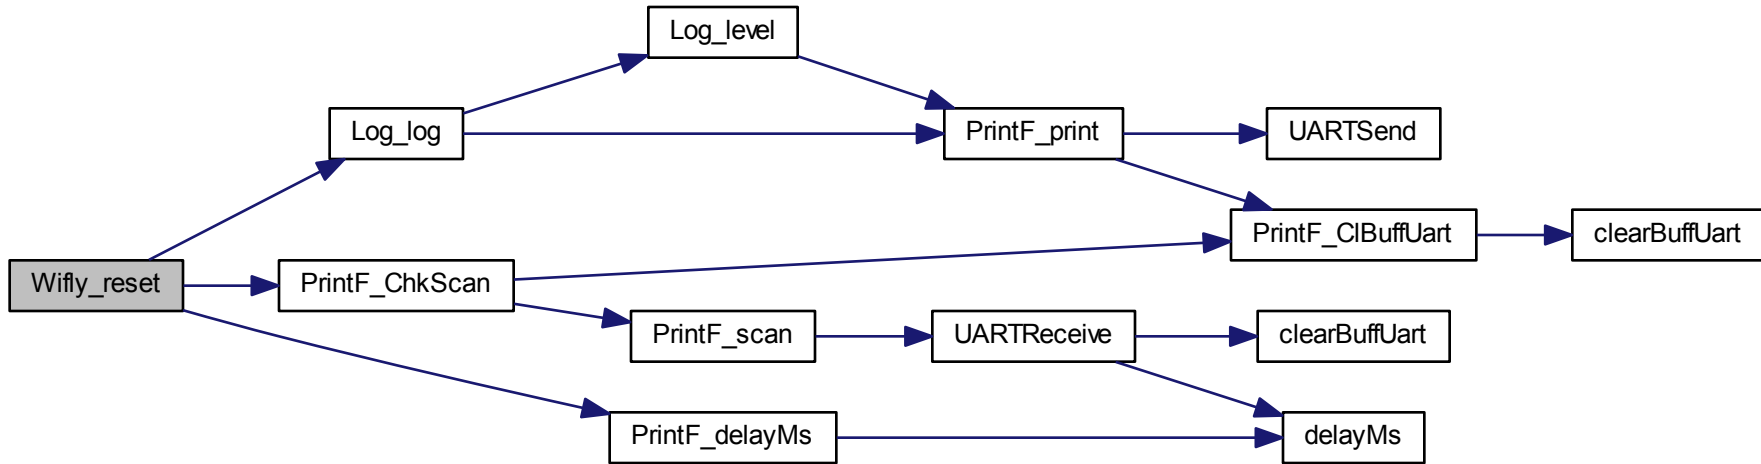 Log_level
Log_log
PrintF_print
UARTSend
PrintF_ClBuffUart
clearBuffUart
Wifly_reset
PrintF_ChkScan
PrintF_scan
UARTReceive
clearBuffUart
PrintF_delayMs
delayMs